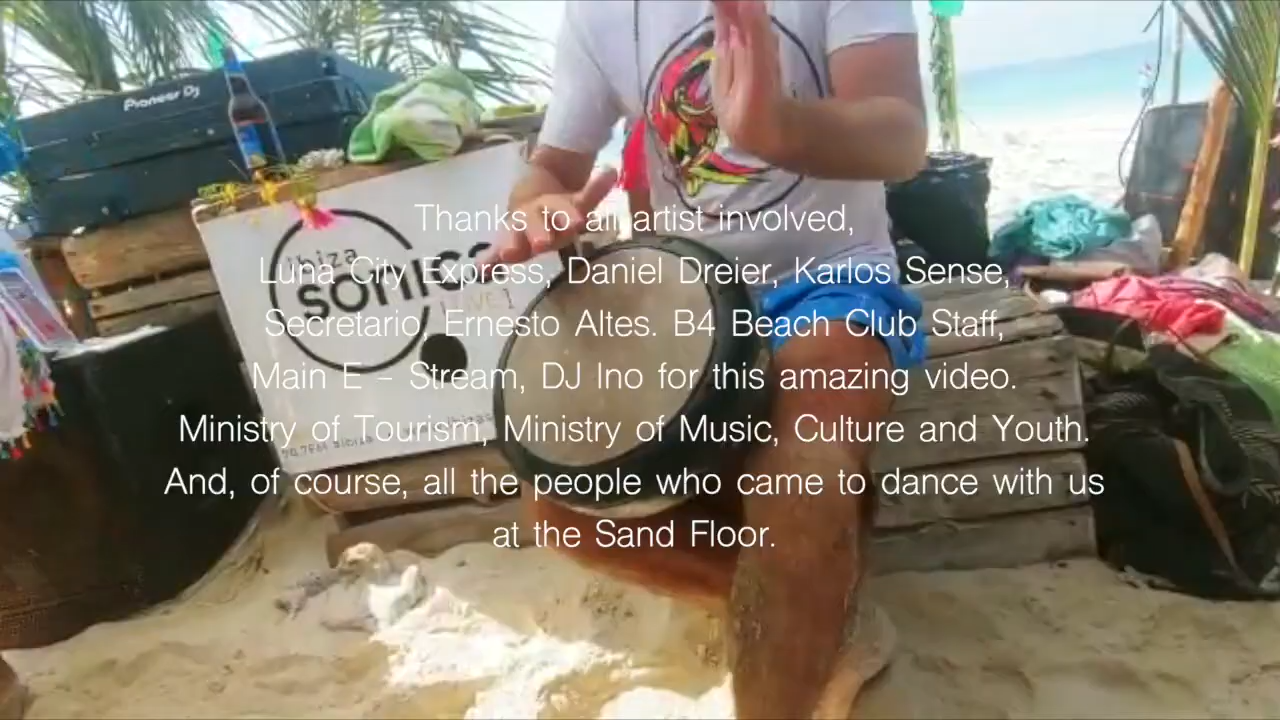 Pioneer Dj
ibiza
SONICA
LIVE]
Thanks to all artist involved,
Luna City Express, Daniel Dreier, Karlos Sense,
Secretario, Ernesto Altes. B4 Beach Club Staff,
Main E - Stream, DJ Ino for this amazing video.
Ministry of Tourism, Ministry of Music, Culture and Youth.
And, of course, all the people who came to dance with us
at the Sand Floor.